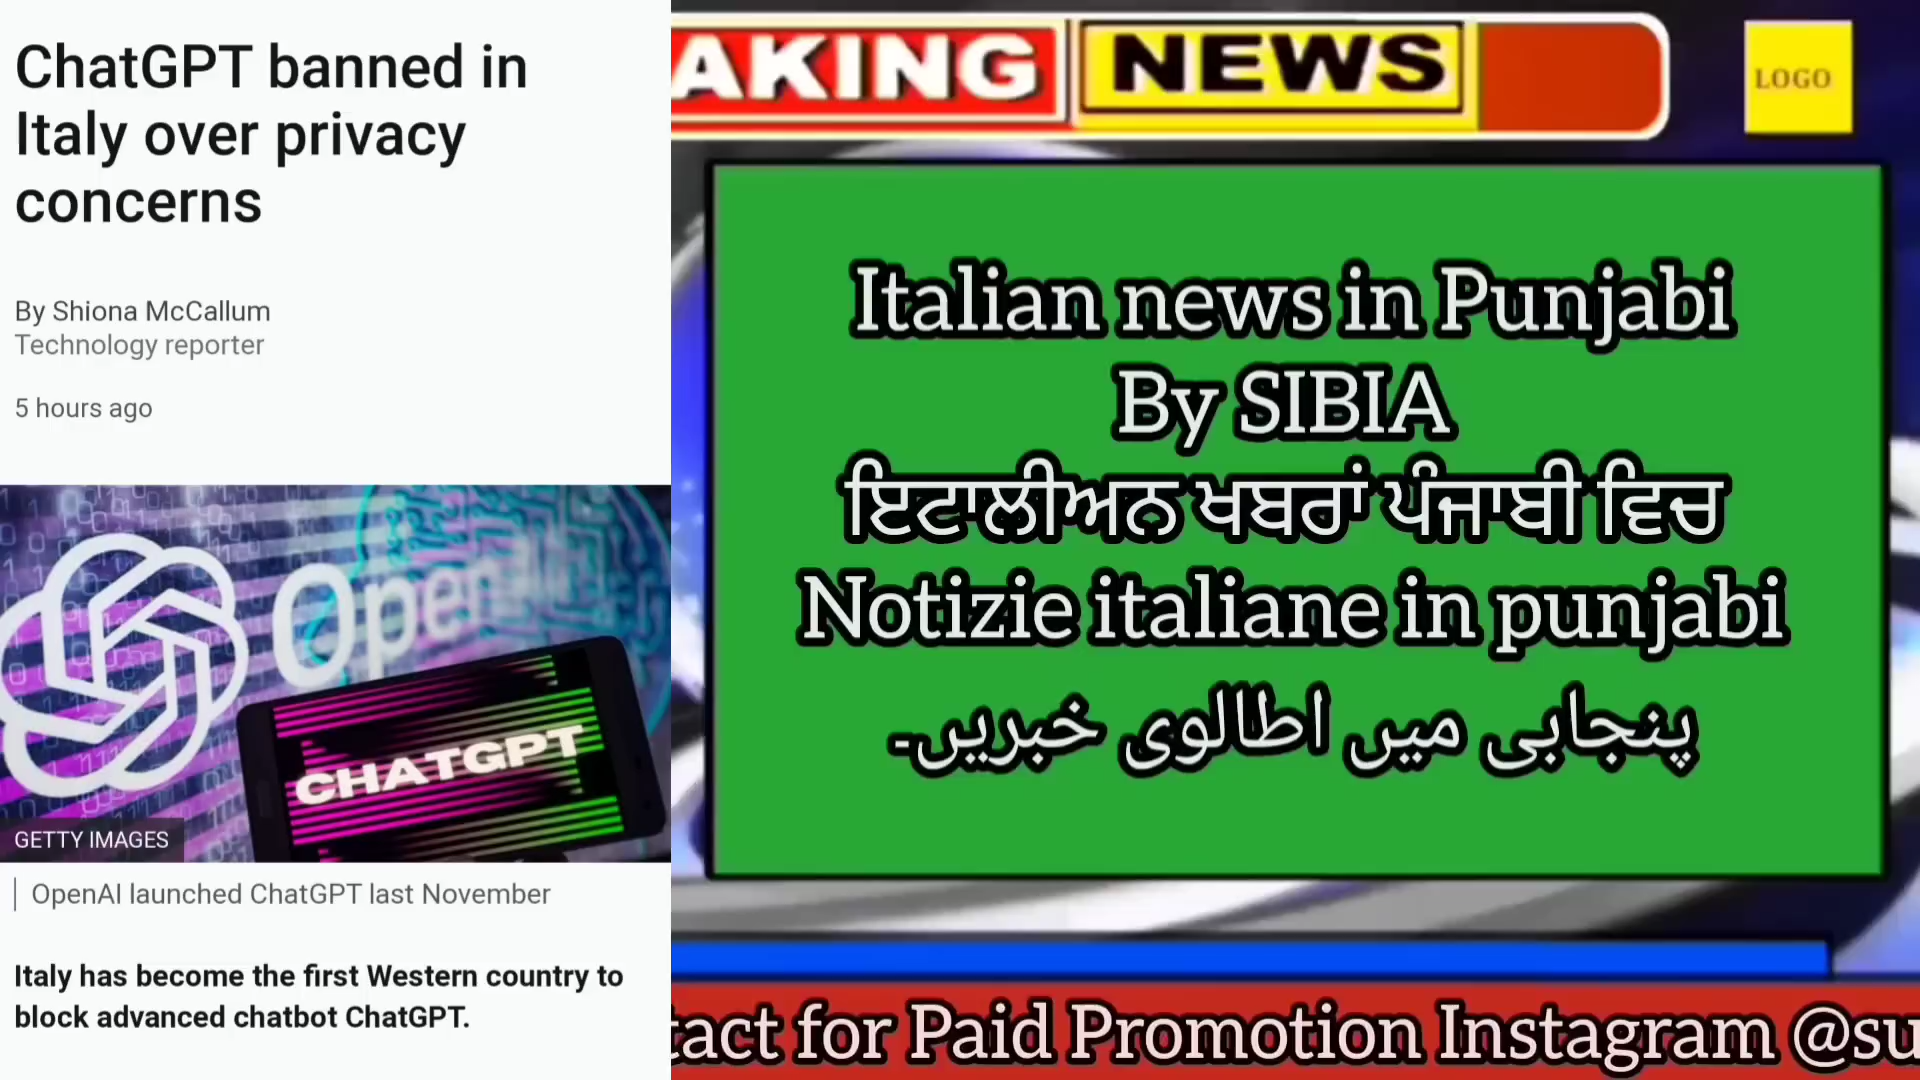 ChatGPT banned in
Italy over privacy
concerns
By Shiona McCallum
Technology reporter
5 hours ago
OpenAI
CHATGPT
GETTY IMAGES
OpenAI launched ChatGPT last November
Italy has become the first Western country to
block advanced chatbot ChatGPT.
AKING NEWS
LOGO
Italian news in Punjabi
By SIBIA
ਇਟਾਲੀਅਨ ਖਬਰਾਂ ਪੰਜਾਬੀ ਵਿਚ
Notizie italiane in punjabi
پنجابی میں اطالوی خبریں۔
tact for Paid Promotion Instagram @su